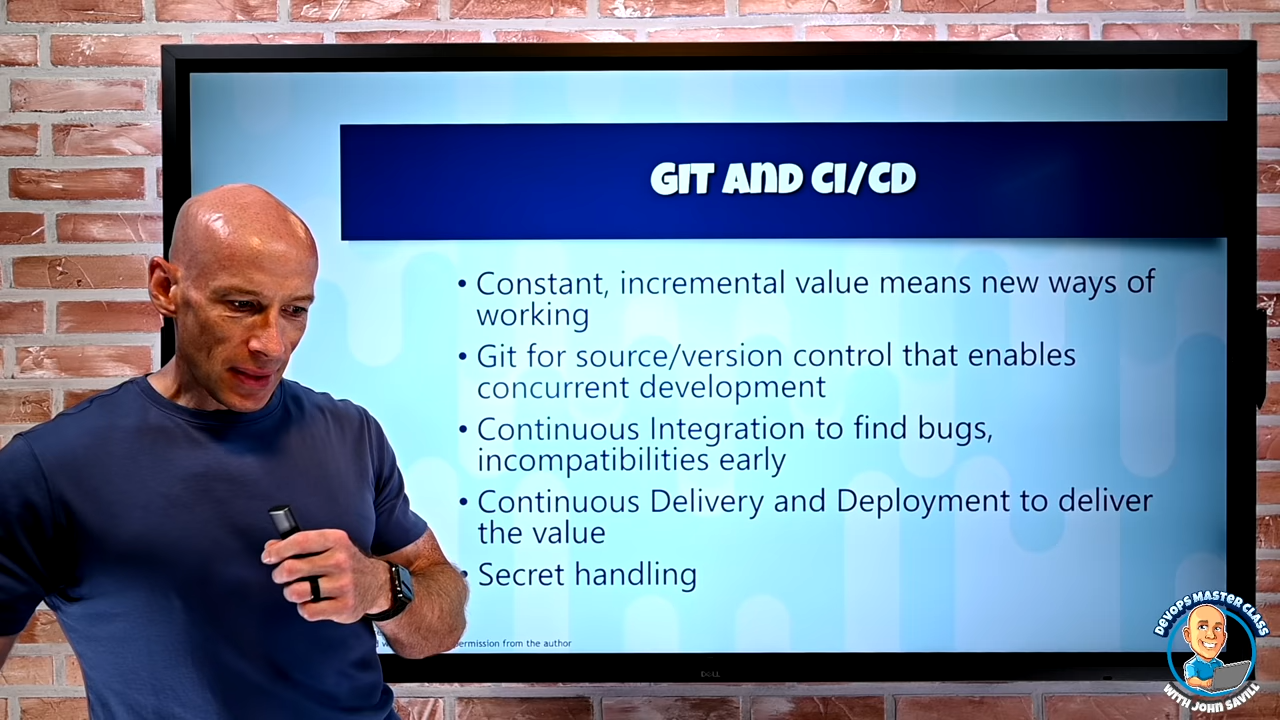 GIT AND CI/CD
• Constant, incremental value means new ways of
working
• Git for source/version control that enables
concurrent development
• Continuous Integration to find bugs,
incompatibilities early
• Continuous Delivery and Deployment to deliver
the value
• Secret handling
permission from the author
DELL
DEVOPS MASTER CLASS
WITH JOHN SAVILL